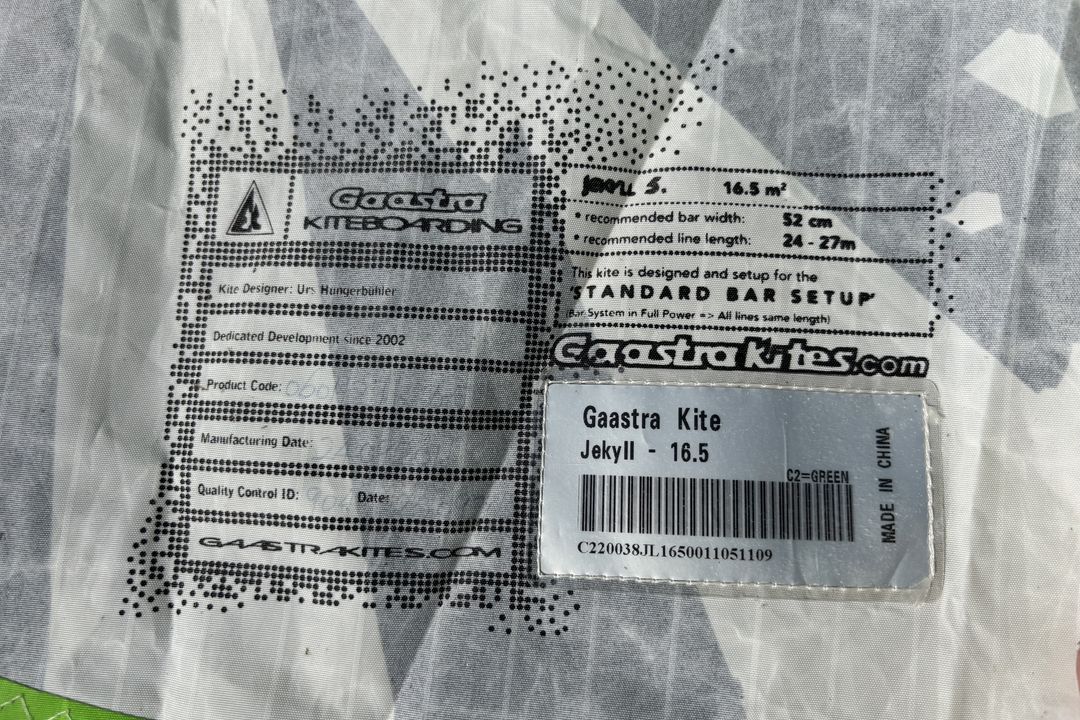 Gaastra
KITEBOARDING
Kite Designer: Urs Hungerbühler
Dedicated Development since 2002
Product Code:
Manufacturing Date:
Quality Control ID: Date:
GAASTRAKITES.COM
16.5 m²
• recommended bar width: 52 cm
• recommended line length: 24 - 27m
This kite is designed and setup for the
'STANDARD BAR SETUP'
(Bar System in Full Power => All lines same length)
GaastraKites.com
Gaastra Kite
Jekyll - 16.5
C2=GREEN
C220038JL1650011051109
MADE IN CHINA